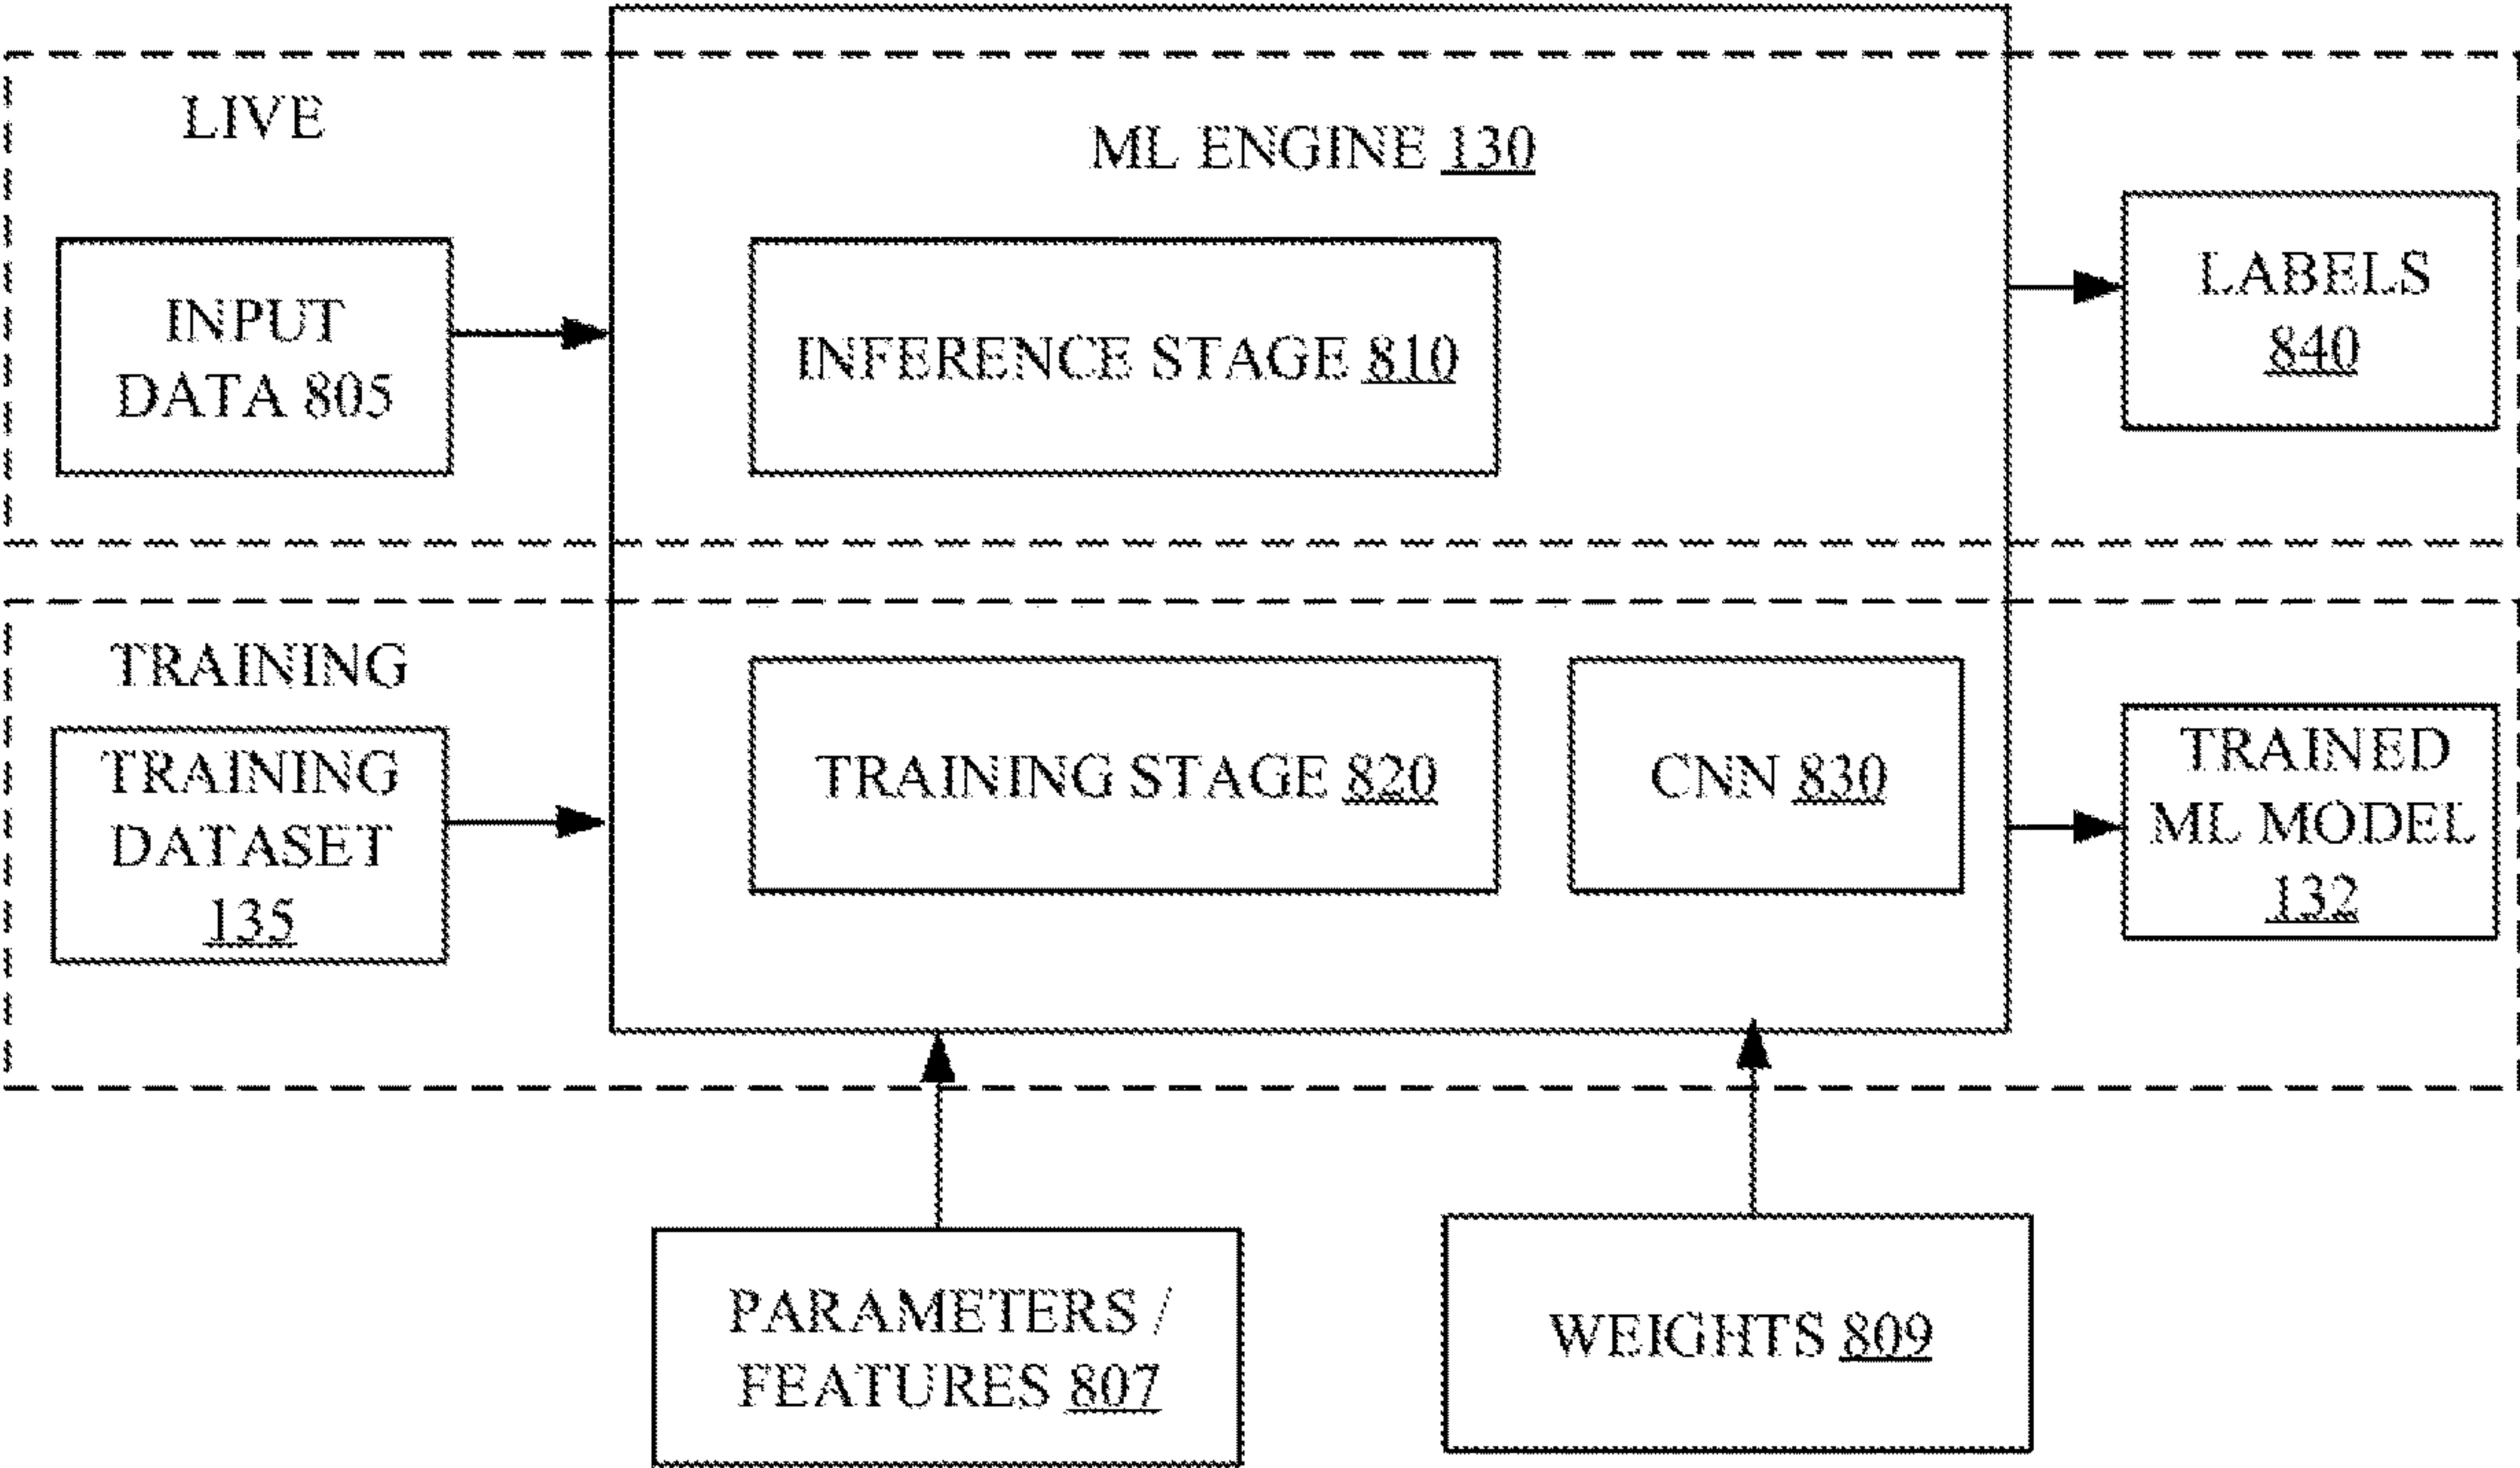 LIVE
ML ENGINE 130
INPUT
DATA 805
INFERENCE STAGE 810
LABELS
840
TRAINING
TRAINING
DATASET
135
TRAINING STAGE 820
CNN 830
TRAINED
ML MODEL
132
PARAMETERS /
FEATURES 807
WEIGHTS 809